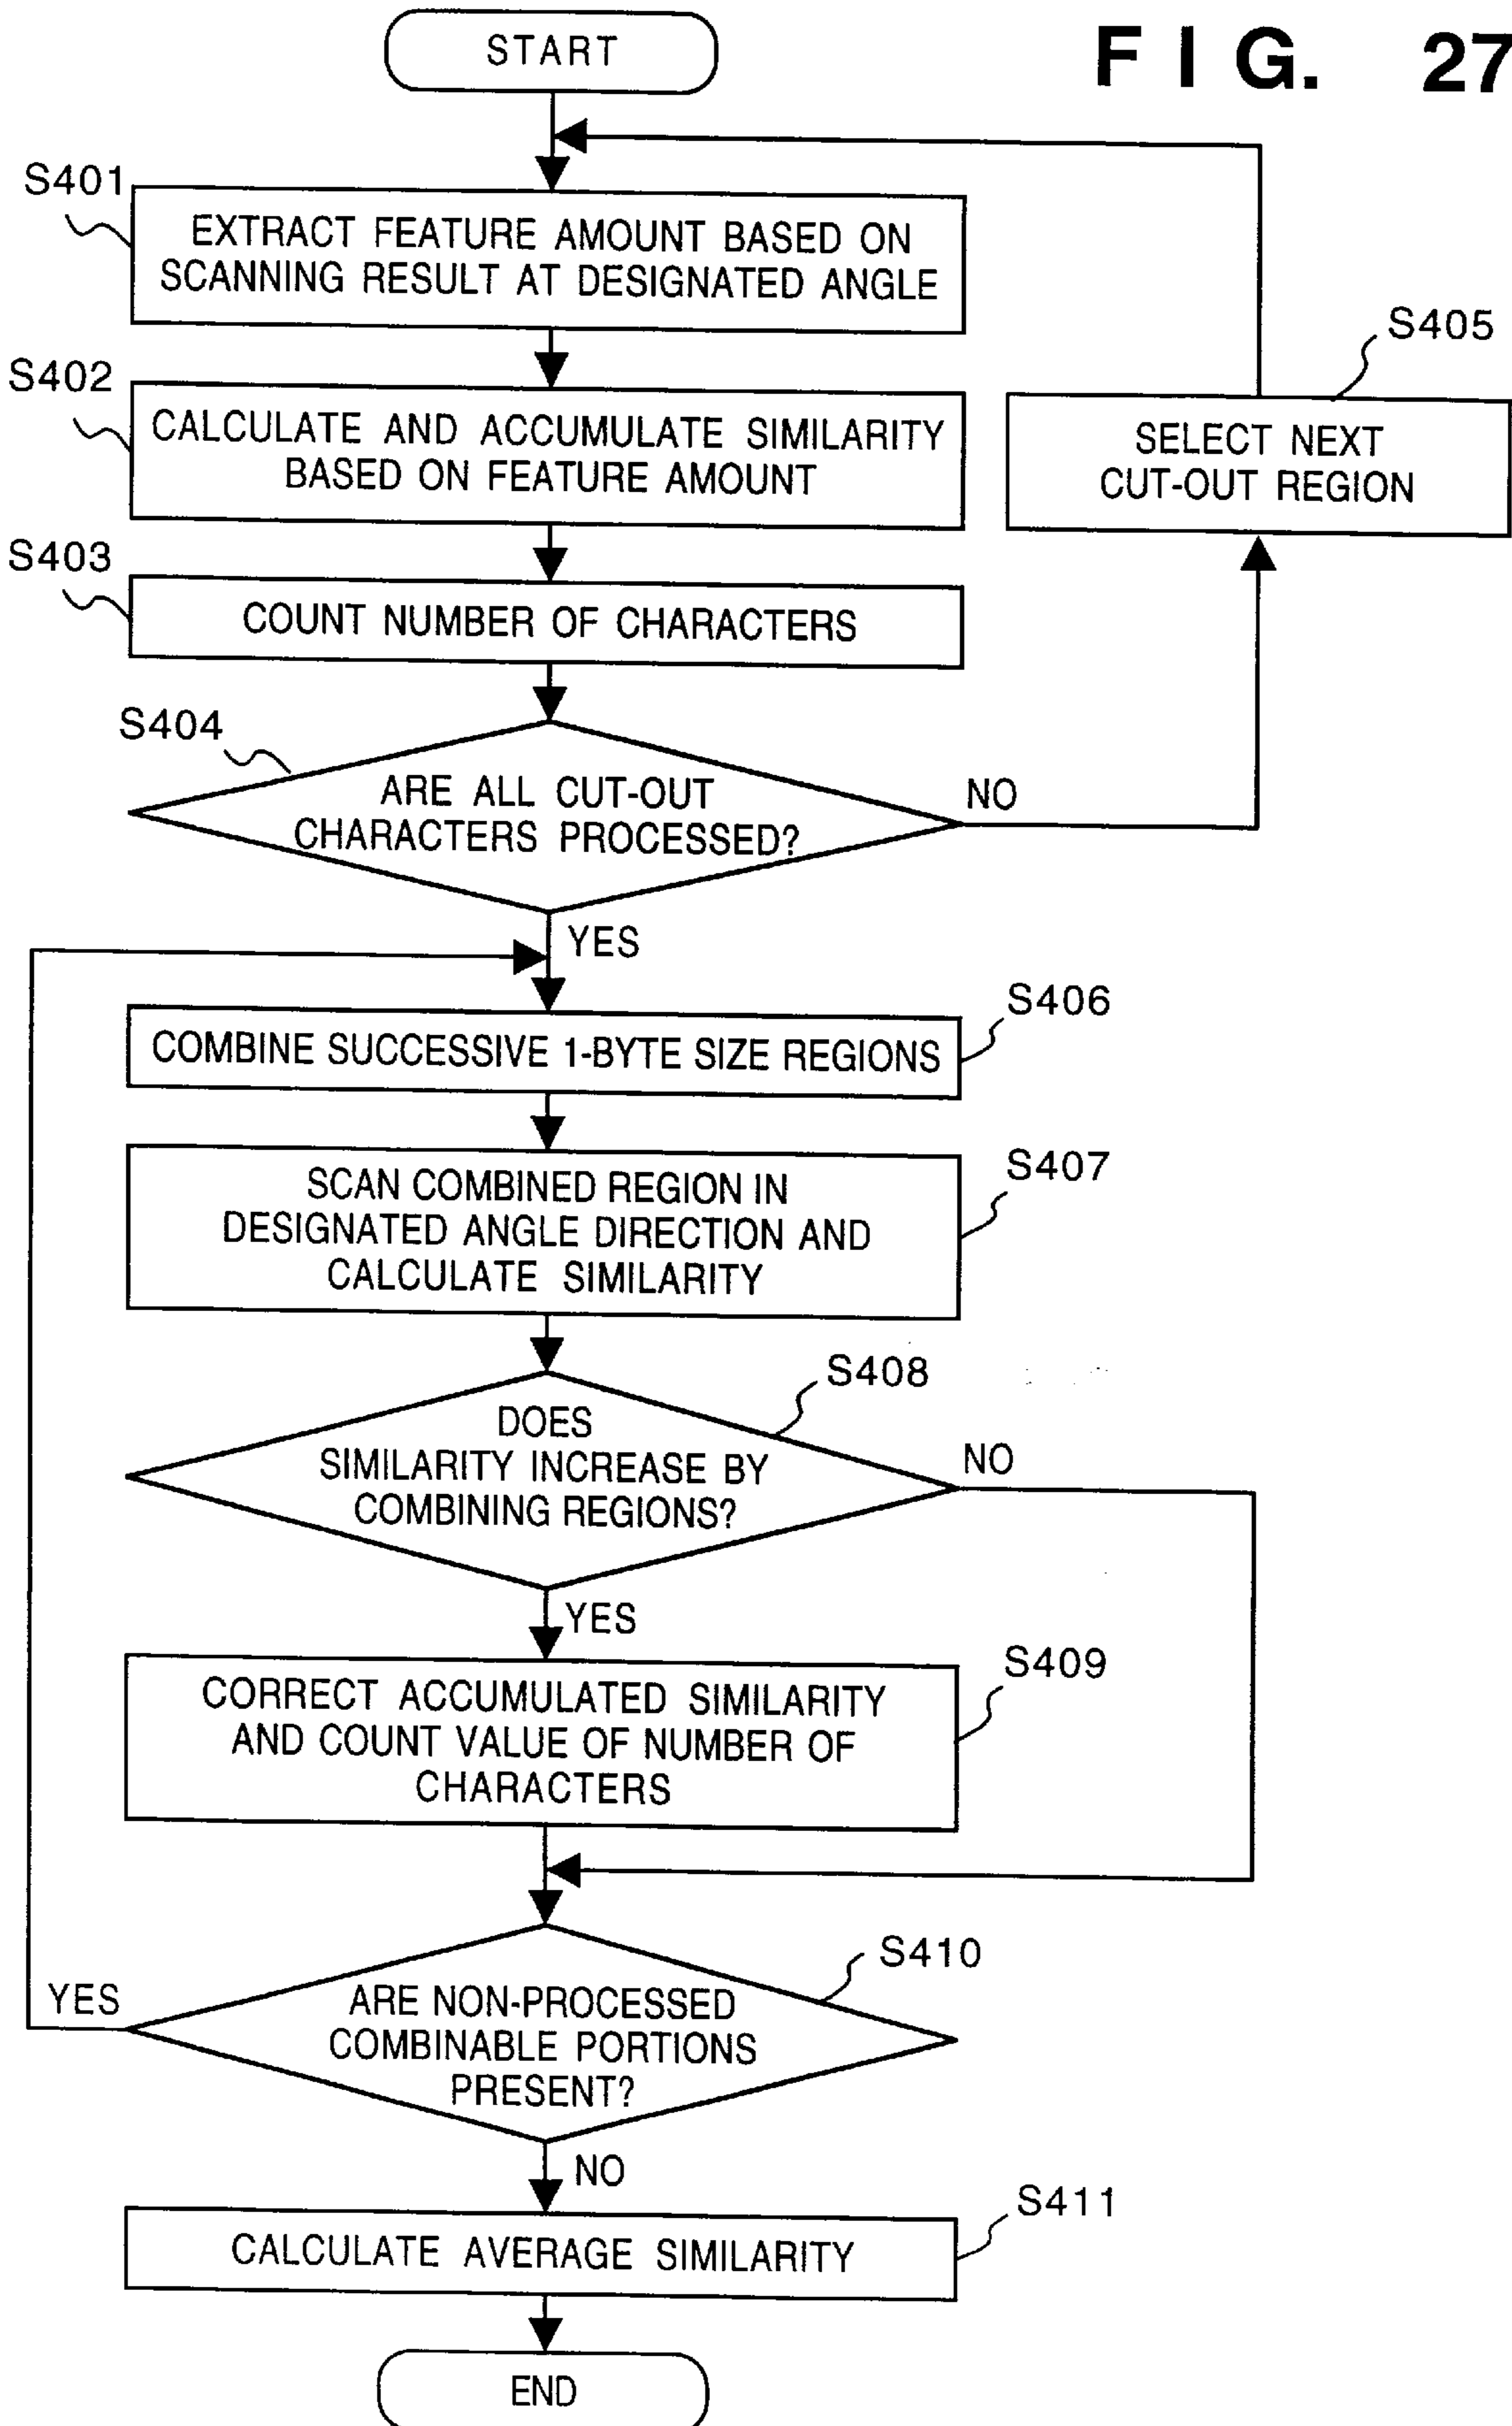 START
FIG. 27
S401
EXTRACT FEATURE AMOUNT BASED ON
SCANNING RESULT AT DESIGNATED ANGLE
S402
CALCULATE AND ACCUMULATE SIMILARITY
BASED ON FEATURE AMOUNT
S405
SELECT NEXT
CUT-OUT REGION
S403
COUNT NUMBER OF CHARACTERS
S404
ARE ALL CUT-OUT
CHARACTERS PROCESSED?
NO
YES
S406
COMBINE SUCCESSIVE 1-BYTE SIZE REGIONS
S407
SCAN COMBINED REGION IN
DESIGNATED ANGLE DIRECTION AND
CALCULATE SIMILARITY
S408
DOES
SIMILARITY INCREASE BY
COMBINING REGIONS?
NO
YES
S409
CORRECT ACCUMULATED SIMILARITY
AND COUNT VALUE OF NUMBER OF
CHARACTERS
S410
YES
ARE NON-PROCESSED
COMBINABLE PORTIONS
PRESENT?
NO
S411
CALCULATE AVERAGE SIMILARITY
END